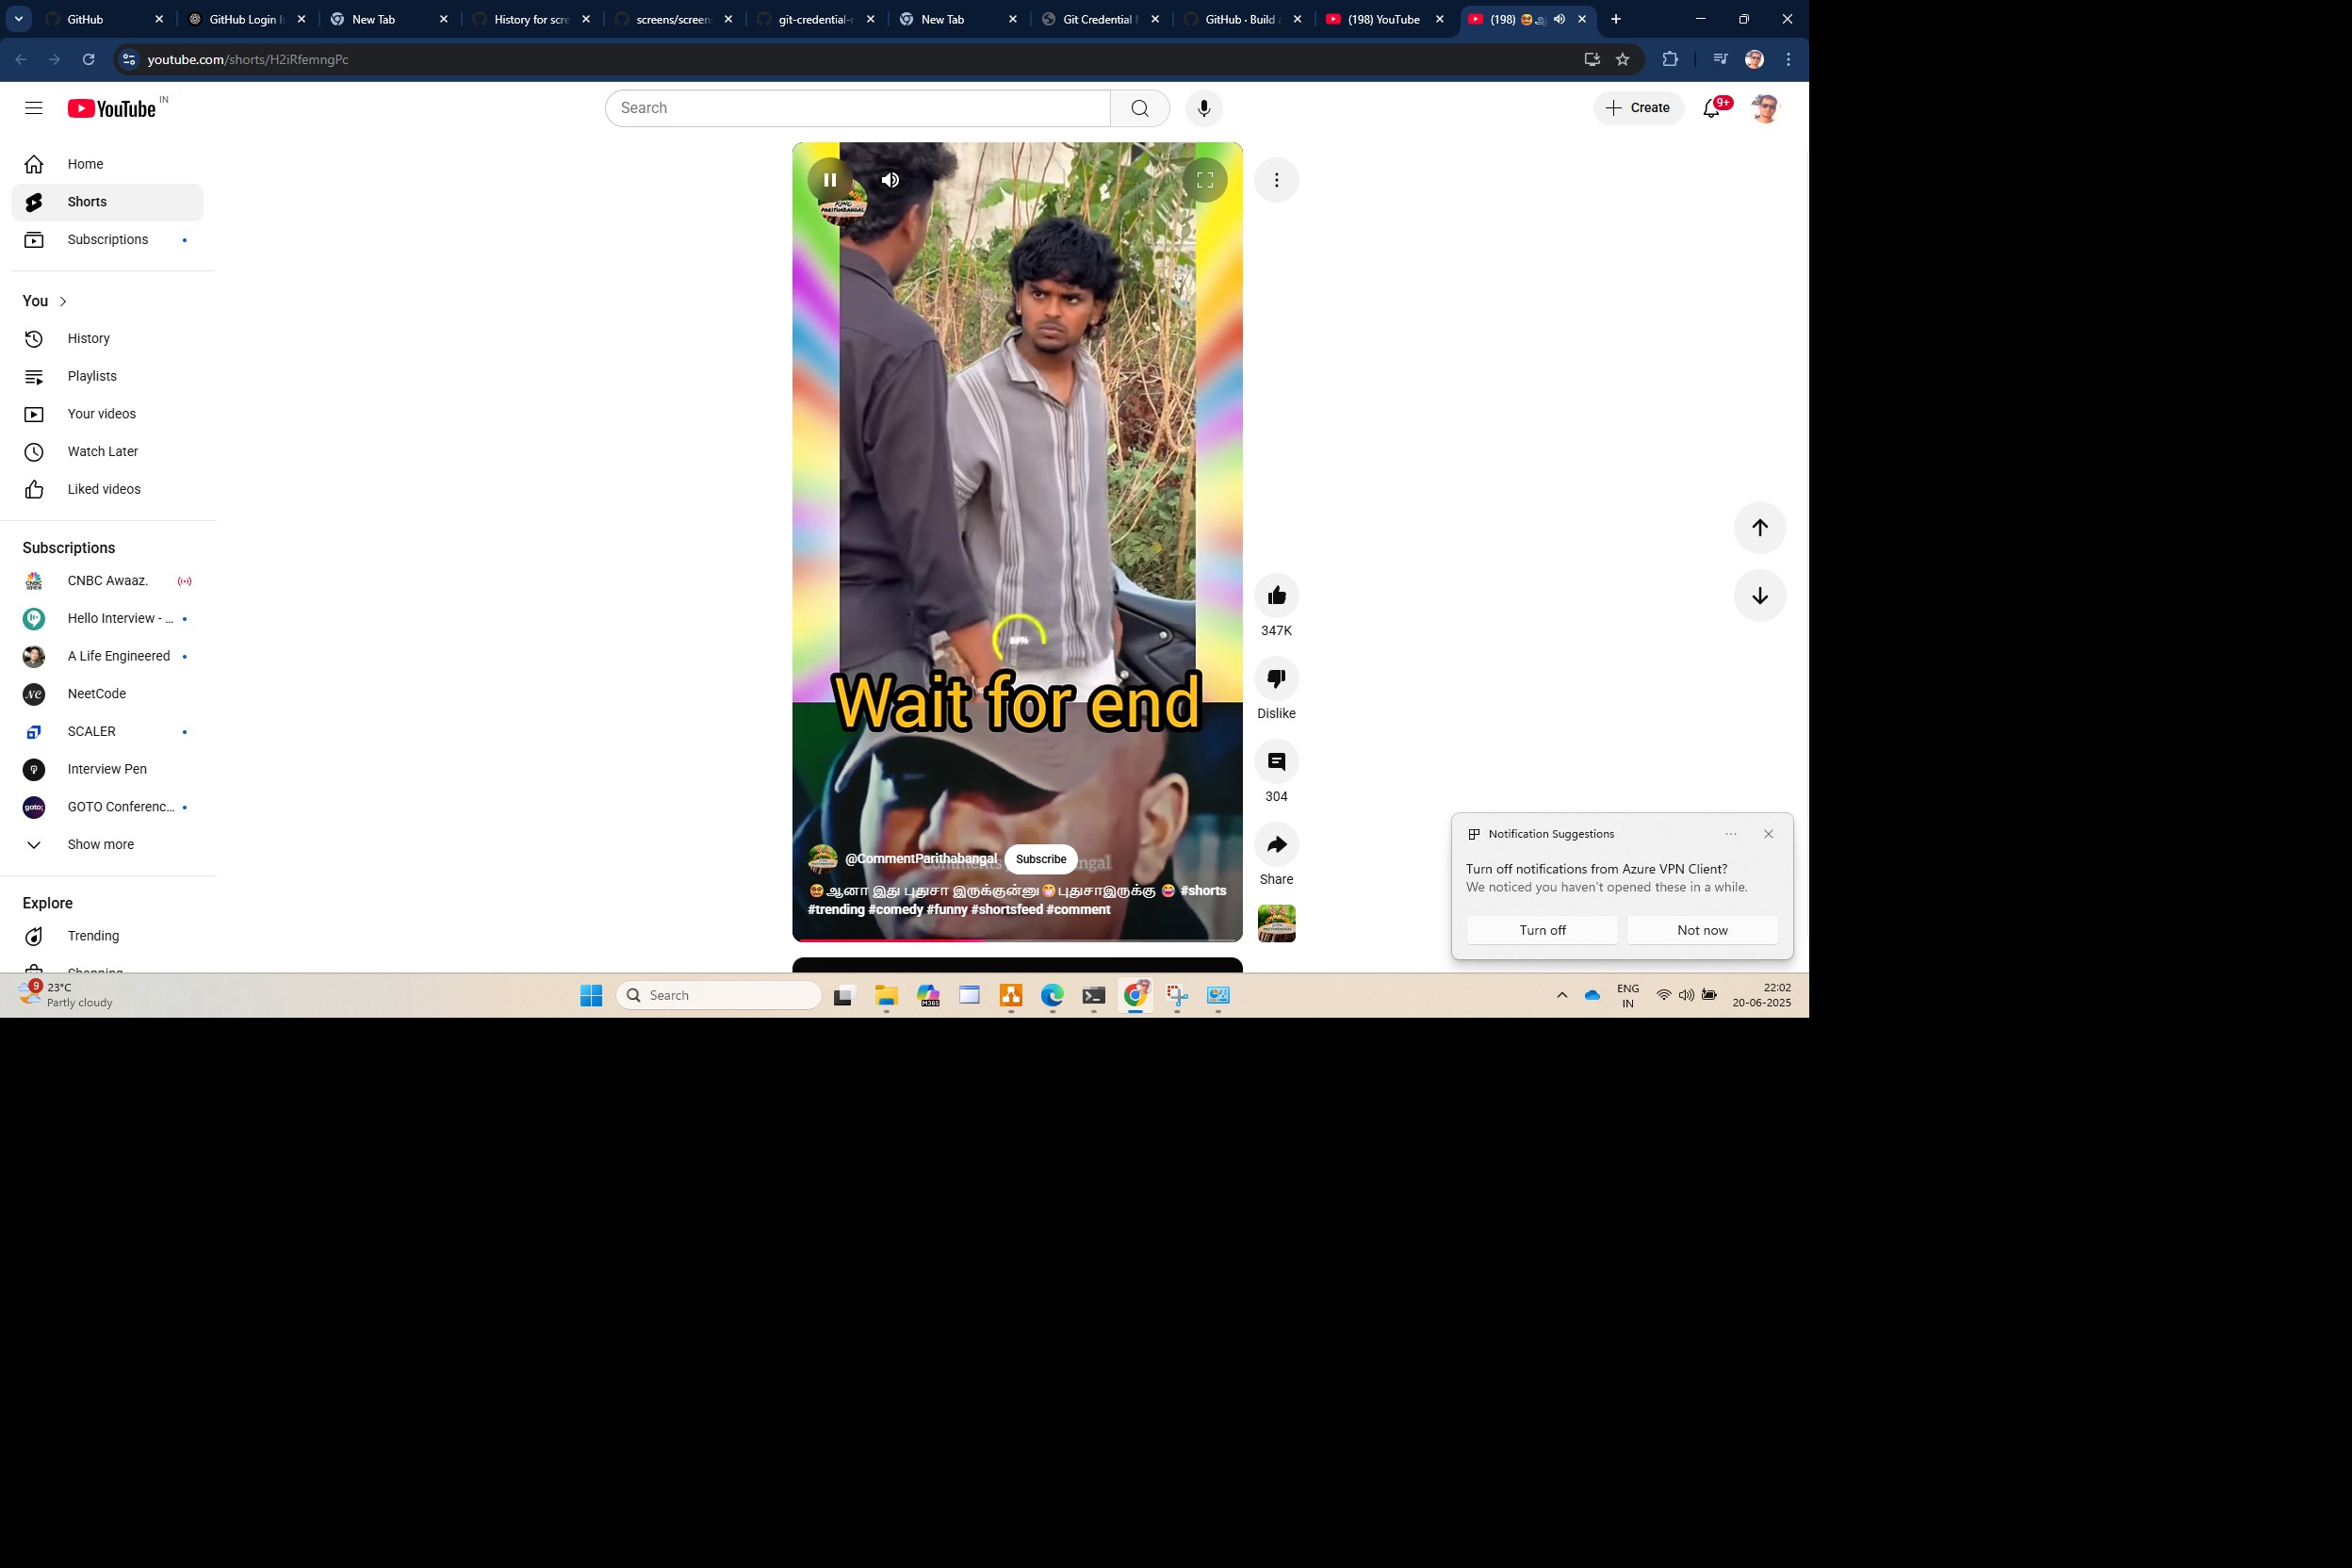 GitHub
GitHub Login
New Tab
History for scre
screens/screen
git-credential-
New Tab
Git Credential
GitHub · Build
(198) YouTube
(198)
youtube.com/shorts/H2iRfemngPc
YouTube IN
Search
Create
9+
Home
Shorts
Subscriptions
You
History
Playlists
Your videos
Watch Later
Liked videos
Subscriptions
CNBC Awaaz.
Hello Interview - ...
A Life Engineered
NeetCode
SCALER
Interview Pen
GOTO Conferenc...
Show more
Explore
Trending
Shopping
KING
PARITHABANGAL
Wait for end
@CommentParithabangal
Subscribe
😎ஆனா இது புதுசா இருக்குன்னு😁புதுசாஇருக்கு 😂 #shorts
#trending #comedy #funny #shortsfeed #comment
347K
Dislike
304
Share
Notification Suggestions
Turn off notifications from Azure VPN Client?
We noticed you haven't opened these in a while.
Turn off
Not now
9
23°C
Partly cloudy
Search
M365
ENG
IN
22:02
20-06-2025